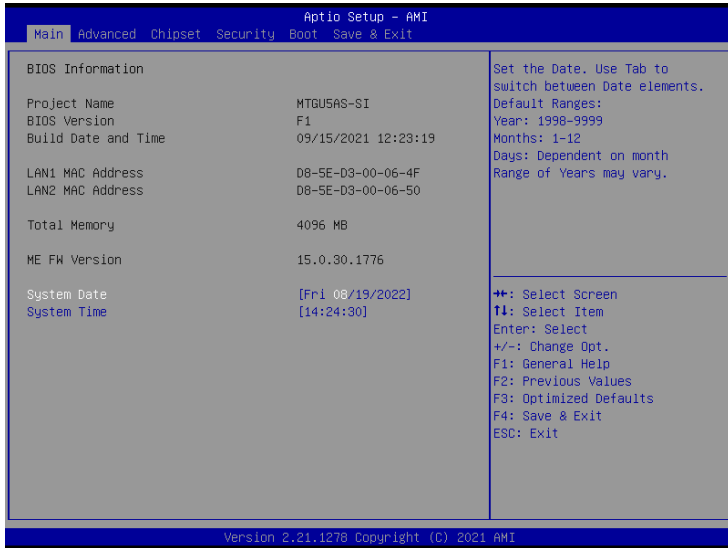 Aptio Setup – AMI
Main Advanced Chipset Security Boot Save & Exit
BIOS Information
Project Name MTGU5AS-SI
BIOS Version F1
Build Date and Time 09/15/2021 12:23:19
LAN1 MAC Address D8-5E-D3-00-06-4F
LAN2 MAC Address D8-5E-D3-00-06-50
Total Memory 4096 MB
ME FW Version 15.0.30.1776
System Date [Fri 08/19/2022]
System Time [14:24:30]
Set the Date. Use Tab to
switch between Date elements.
Default Ranges:
Year: 1998-9999
Months: 1-12
Days: Dependent on month
Range of Years may vary.
→←: Select Screen
↑↓: Select Item
Enter: Select
+/-: Change Opt.
F1: General Help
F2: Previous Values
F3: Optimized Defaults
F4: Save & Exit
ESC: Exit
Version 2.21.1278 Copyright (C) 2021 AMI